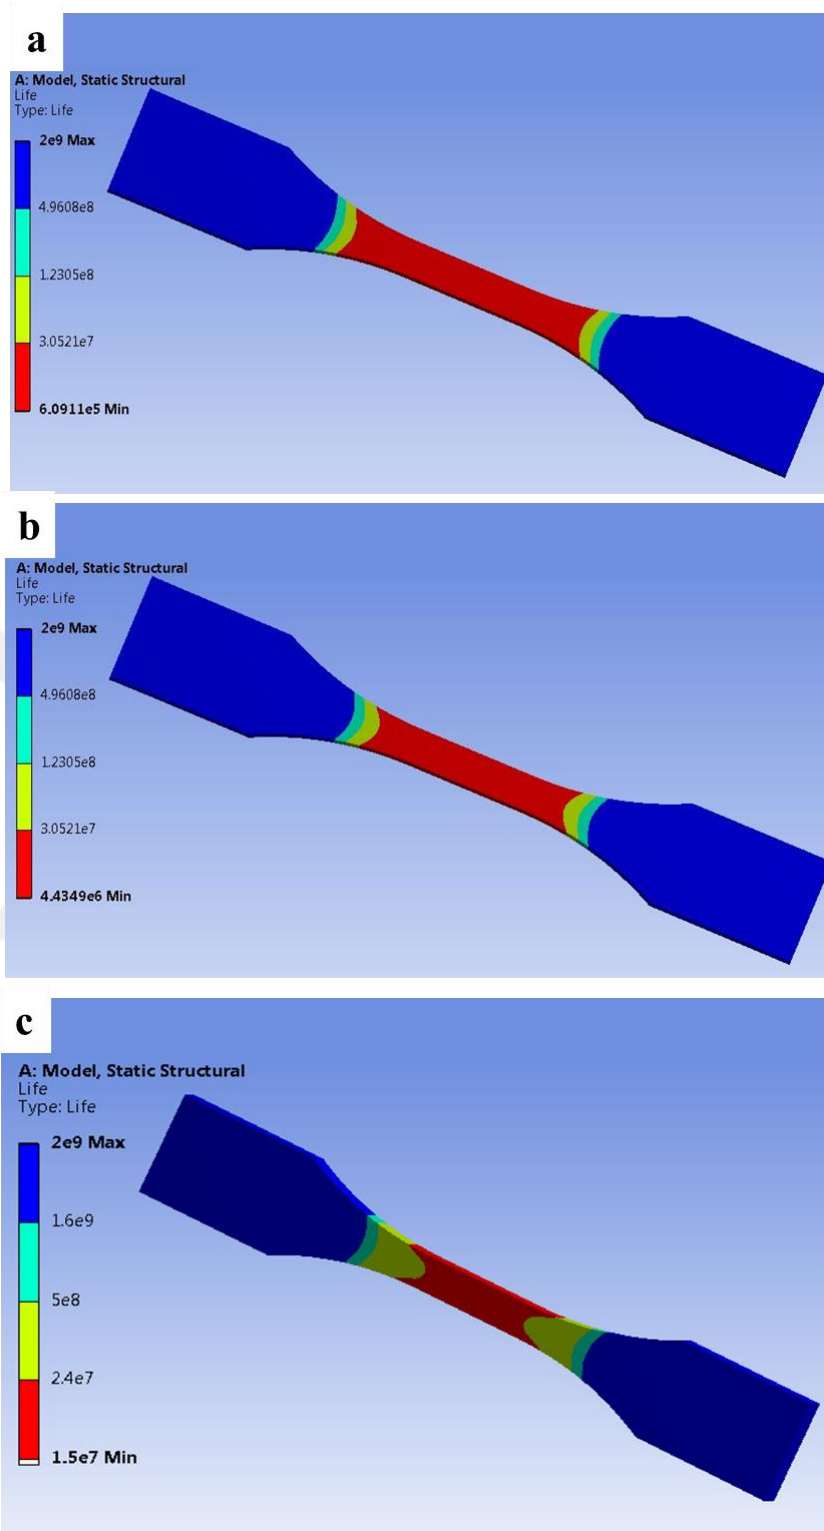 a
A: Model, Static Structural
Life
Type: Life
2e9 Max
4.9608e8
1.2305e8
3.0521e7
6.0911e5 Min
b
A: Model, Static Structural
Life
Type: Life
2e9 Max
4.9608e8
1.2305e8
3.0521e7
4.4349e6 Min
c
A: Model, Static Structural
Life
Type: Life
2e9 Max
1.6e9
5e8
2.4e7
1.5e7 Min